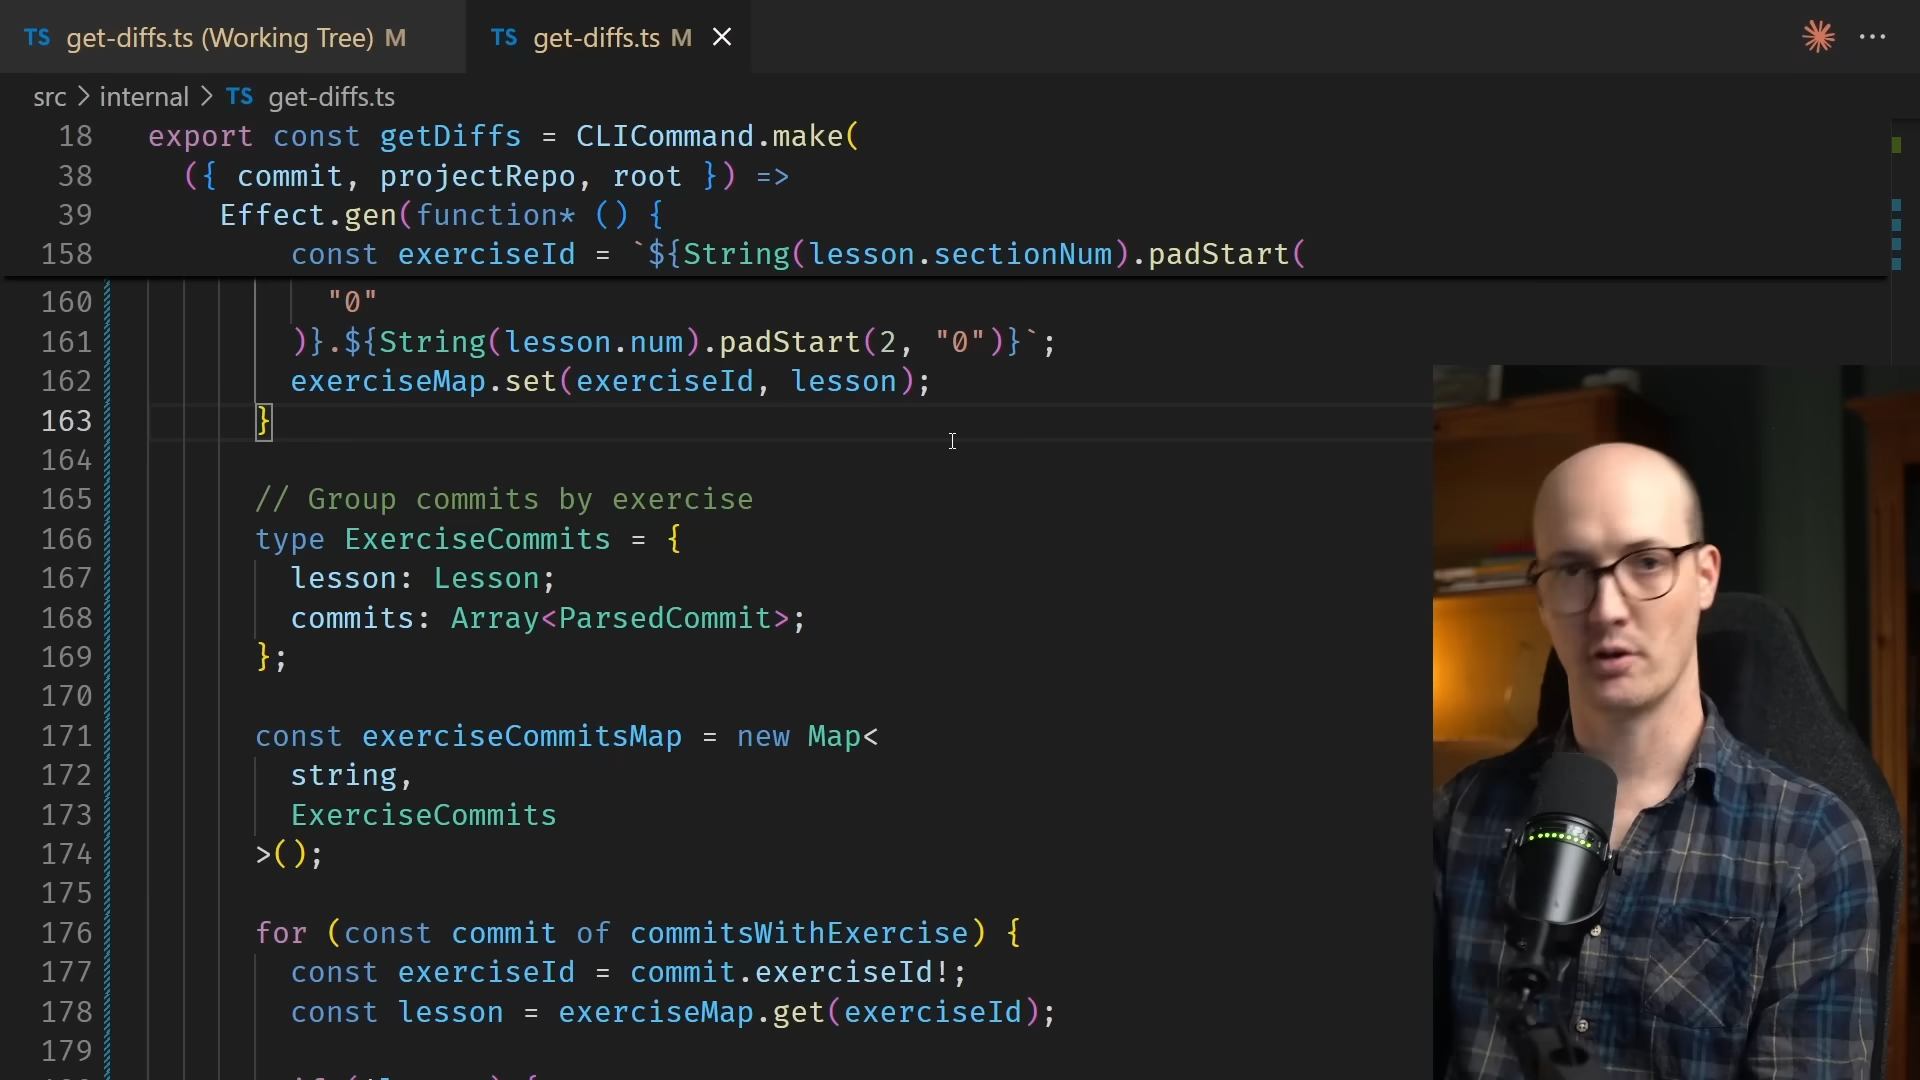 TS get-diffs.ts (Working Tree) M TS get-diffs.ts M
src > internal > TS get-diffs.ts
18 export const getDiffs = CLICommand.make(
38 ({ commit, projectRepo, root }) =>
39 Effect.gen(function* () {
158 const exerciseId = `${String(lesson.sectionNum).padStart(
160 "0"
161 )}.${String(lesson.num).padStart(2, "0")}`;
162 exerciseMap.set(exerciseId, lesson);
163 }
164
165 // Group commits by exercise
166 type ExerciseCommits = {
167 lesson: Lesson;
168 commits: Array<ParsedCommit>;
169 };
170
171 const exerciseCommitsMap = new Map<
172 string,
173 ExerciseCommits
174 >();
175
176 for (const commit of commitsWithExercise) {
177 const exerciseId = commit.exerciseId!;
178 const lesson = exerciseMap.get(exerciseId);
179